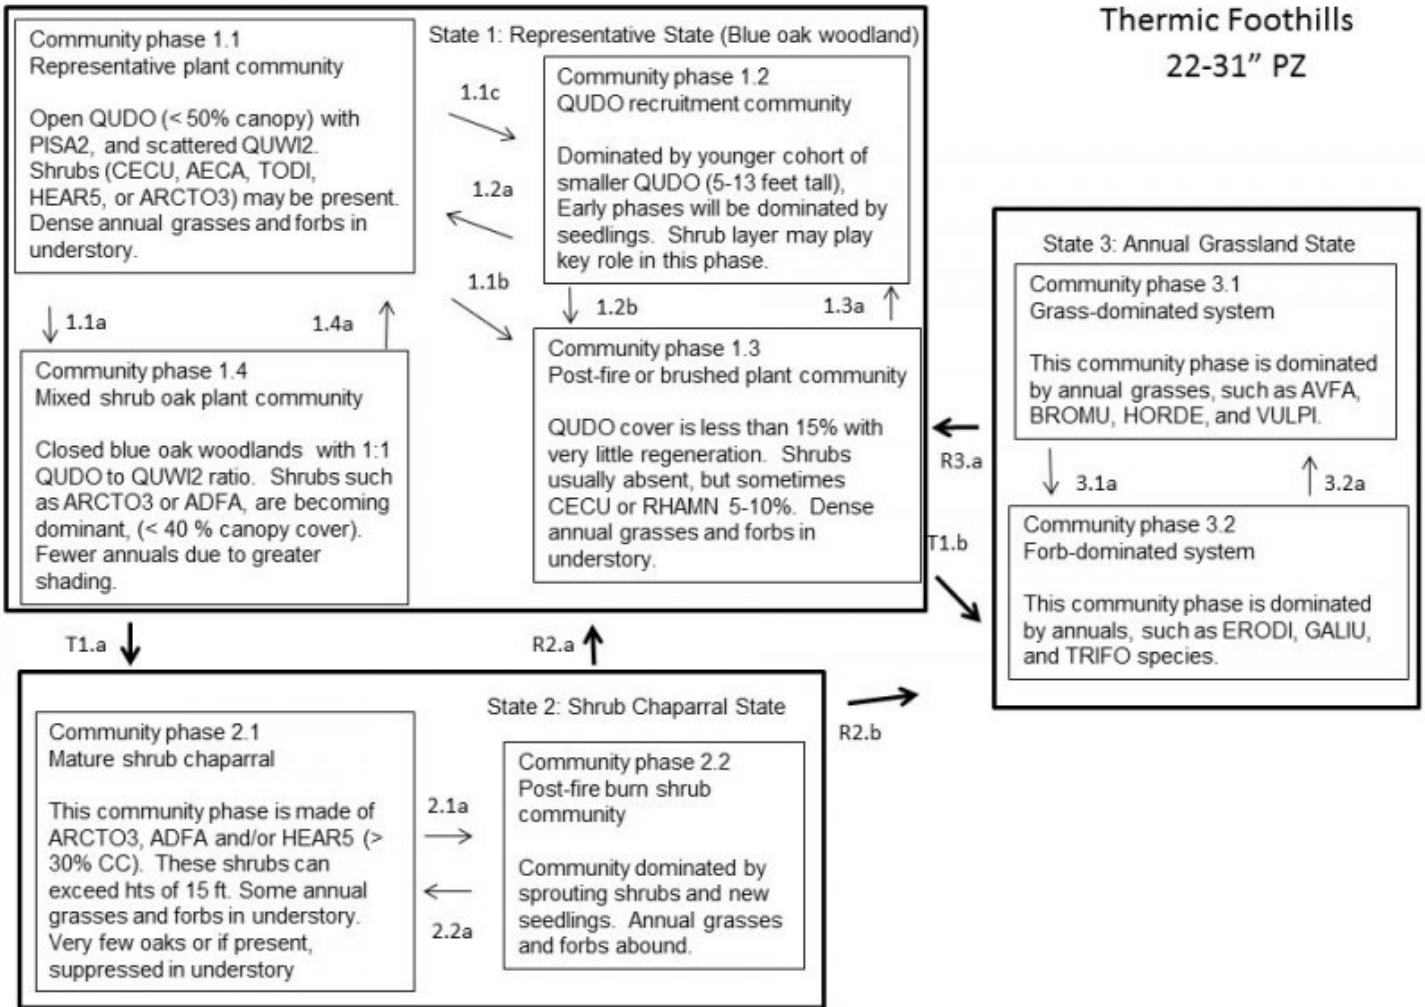 Thermic Foothills
22-31” PZ
State 1: Representative State (Blue oak woodland)
Community phase 1.1
Representative plant community
Open QUDO (< 50% canopy) with
PISA2, and scattered QUWI2.
Shrubs (CECU, AECA, TODI,
HEAR5, or ARCTO3) may be present.
Dense annual grasses and forbs in
understory.
1.1c
1.2a
1.1b
Community phase 1.2
QUDO recruitment community
Dominated by younger cohort of
smaller QUDO (5-13 feet tall),
Early phases will be dominated by
seedlings. Shrub layer may play
key role in this phase.
1.1a
1.4a
1.2b
1.3a
Community phase 1.4
Mixed shrub oak plant community
Closed blue oak woodlands with 1:1
QUDO to QUWI2 ratio. Shrubs such
as ARCTO3 or ADFA, are becoming
dominant, (< 40 % canopy cover).
Fewer annuals due to greater
shading.
Community phase 1.3
Post-fire or brushed plant community
QUDO cover is less than 15% with
very little regeneration. Shrubs
usually absent, but sometimes
CECU or RHAMN 5-10%. Dense
annual grasses and forbs in
understory.
R3.a
T1.b
State 3: Annual Grassland State
Community phase 3.1
Grass-dominated system
This community phase is dominated
by annual grasses, such as AVFA,
BROMU, HORDE, and VULPI.
3.1a
3.2a
Community phase 3.2
Forb-dominated system
This community phase is dominated
by annuals, such as ERODI, GALIU,
and TRIFO species.
T1.a
R2.a
State 2: Shrub Chaparral State
R2.b
Community phase 2.1
Mature shrub chaparral
This community phase is made of
ARCTO3, ADFA and/or HEAR5 (>
30% CC). These shrubs can
exceed hts of 15 ft. Some annual
grasses and forbs in understory.
Very few oaks or if present,
suppressed in understory
2.1a
2.2a
Community phase 2.2
Post-fire burn shrub
community
Community dominated by
sprouting shrubs and new
seedlings. Annual grasses
and forbs abound.